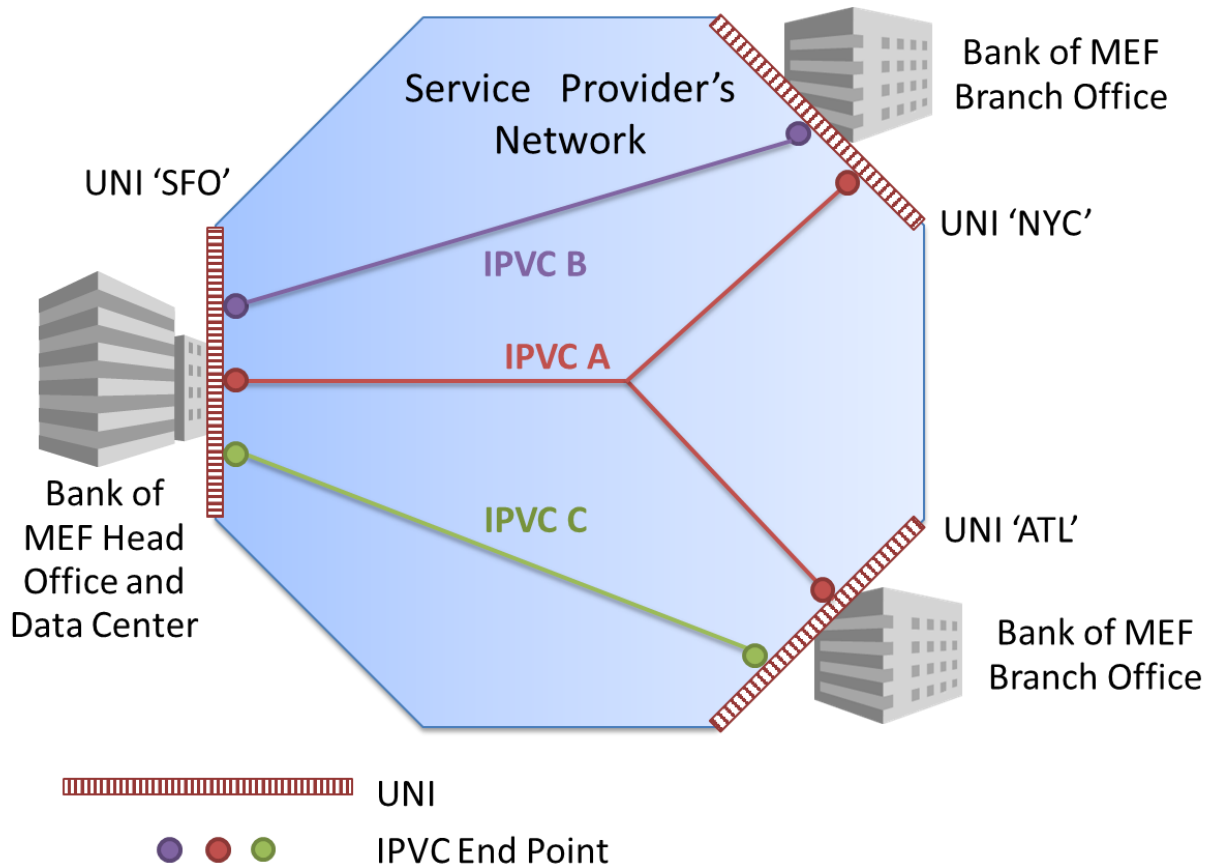 Service Provider's
Network
Bank of MEF
Branch Office
UNI ‘SFO’
UNI ‘NYC’
IPVC B
IPVC A
IPVC C
Bank of
MEF Head
Office and
Data Center
UNI ‘ATL’
Bank of MEF
Branch Office
UNI
IPVC End Point